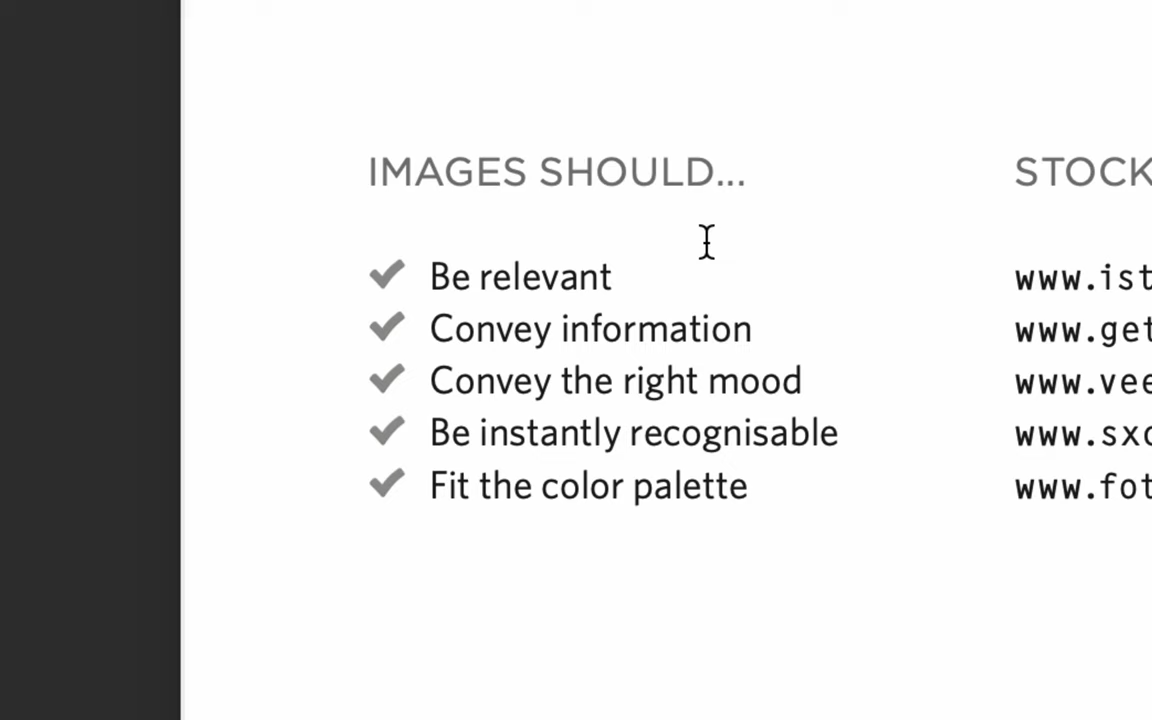 IMAGES SHOULD...
Be relevant
Convey information
Convey the right mood
Be instantly recognisable
Fit the color palette
STOCK
www.ist
www.get
www.vee
www.sxc
www.fot